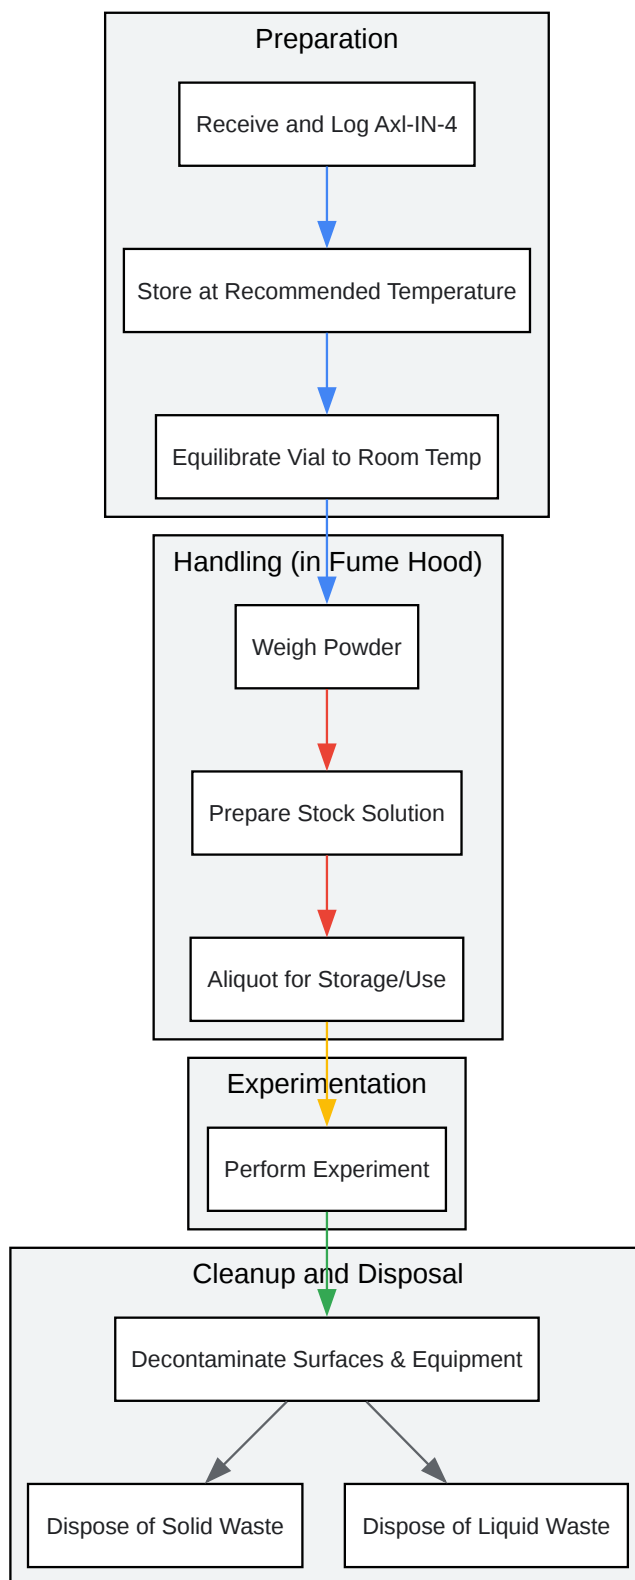 Preparation
Receive and Log Axl-IN-4
Store at Recommended Temperature
Equilibrate Vial to Room Temp
Handling (in Fume Hood)
Weigh Powder
Prepare Stock Solution
Aliquot for Storage/Use
Experimentation
Perform Experiment
Cleanup and Disposal
Decontaminate Surfaces & Equipment
Dispose of Solid Waste
Dispose of Liquid Waste